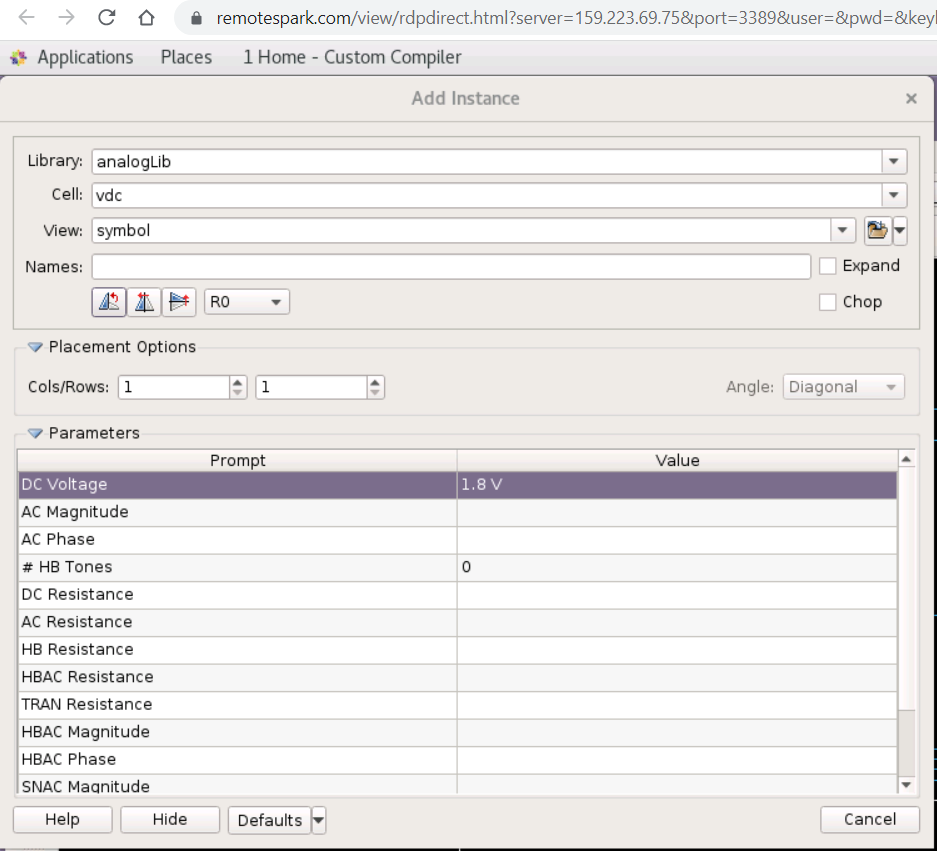 remotespark.com/view/rdpdirect.html?server=159.223.69.75&port=3389&user=&pwd=&keyl
Applications Places 1 Home - Custom Compiler
Add Instance
Library: analogLib
Cell: vdc
View: symbol
Names: Expand
R0 Chop
Placement Options
Cols/Rows: 1 1 Angle: Diagonal
Parameters
Prompt Value
DC Voltage 1.8 V
AC Magnitude
AC Phase
# HB Tones 0
DC Resistance
AC Resistance
HB Resistance
HBAC Resistance
TRAN Resistance
HBAC Magnitude
HBAC Phase
SNAC Magnitude
Help Hide Defaults Cancel